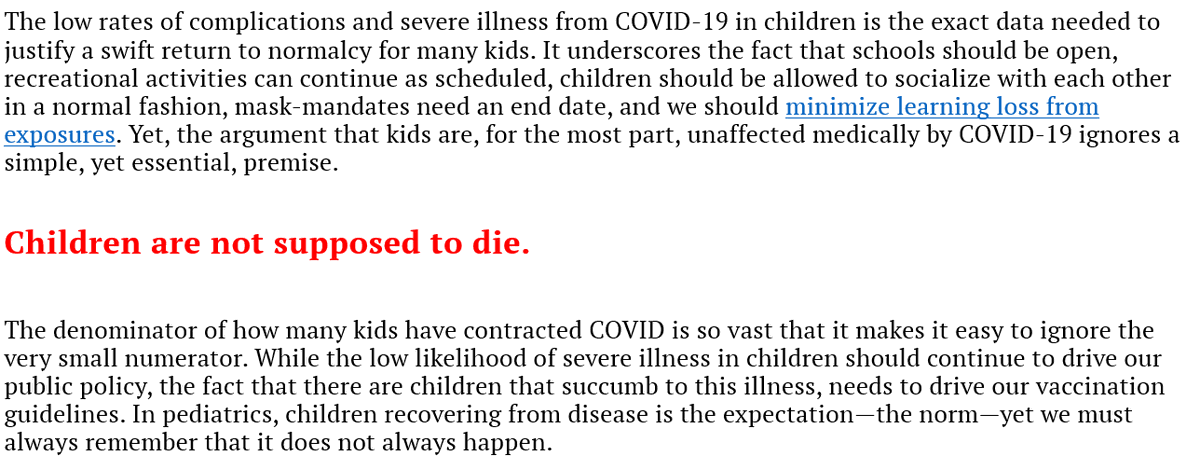 The low rates of complications and severe illness from COVID-19 in children is the exact data needed to
justify a swift return to normalcy for many kids. It underscores the fact that schools should be open,
recreational activities can continue as scheduled, children should be allowed to socialize with each other
in a normal fashion, mask-mandates need an end date, and we should minimize learning loss from
exposures. Yet, the argument that kids are, for the most part, unaffected medically by COVID-19 ignores a
simple, yet essential, premise.
Children are not supposed to die.
The denominator of how many kids have contracted COVID is so vast that it makes it easy to ignore the
very small numerator. While the low likelihood of severe illness in children should continue to drive our
public policy, the fact that there are children that succumb to this illness, needs to drive our vaccination
guidelines. In pediatrics, children recovering from disease is the expectation—the norm—yet we must
always remember that it does not always happen.